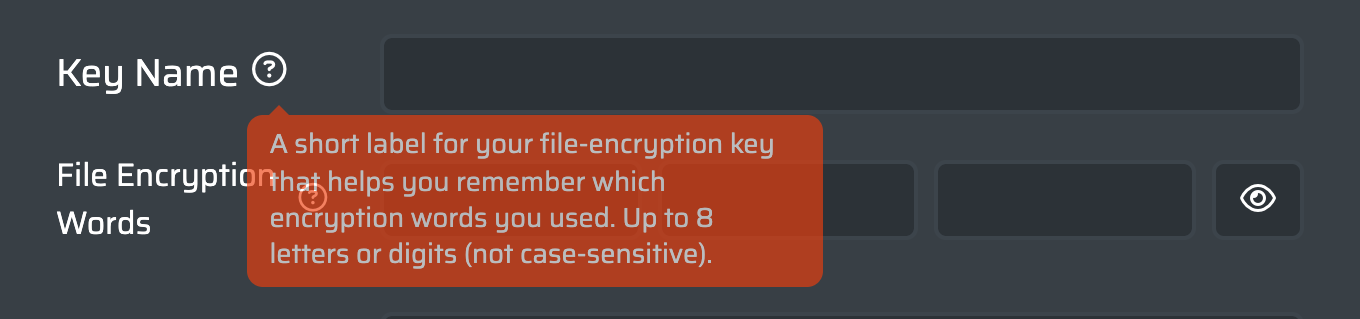 Key Name ?
A short label for your file-encryption key
that helps you remember which
encryption words you used. Up to 8
letters or digits (not case-sensitive).
File Encryption
Words ?